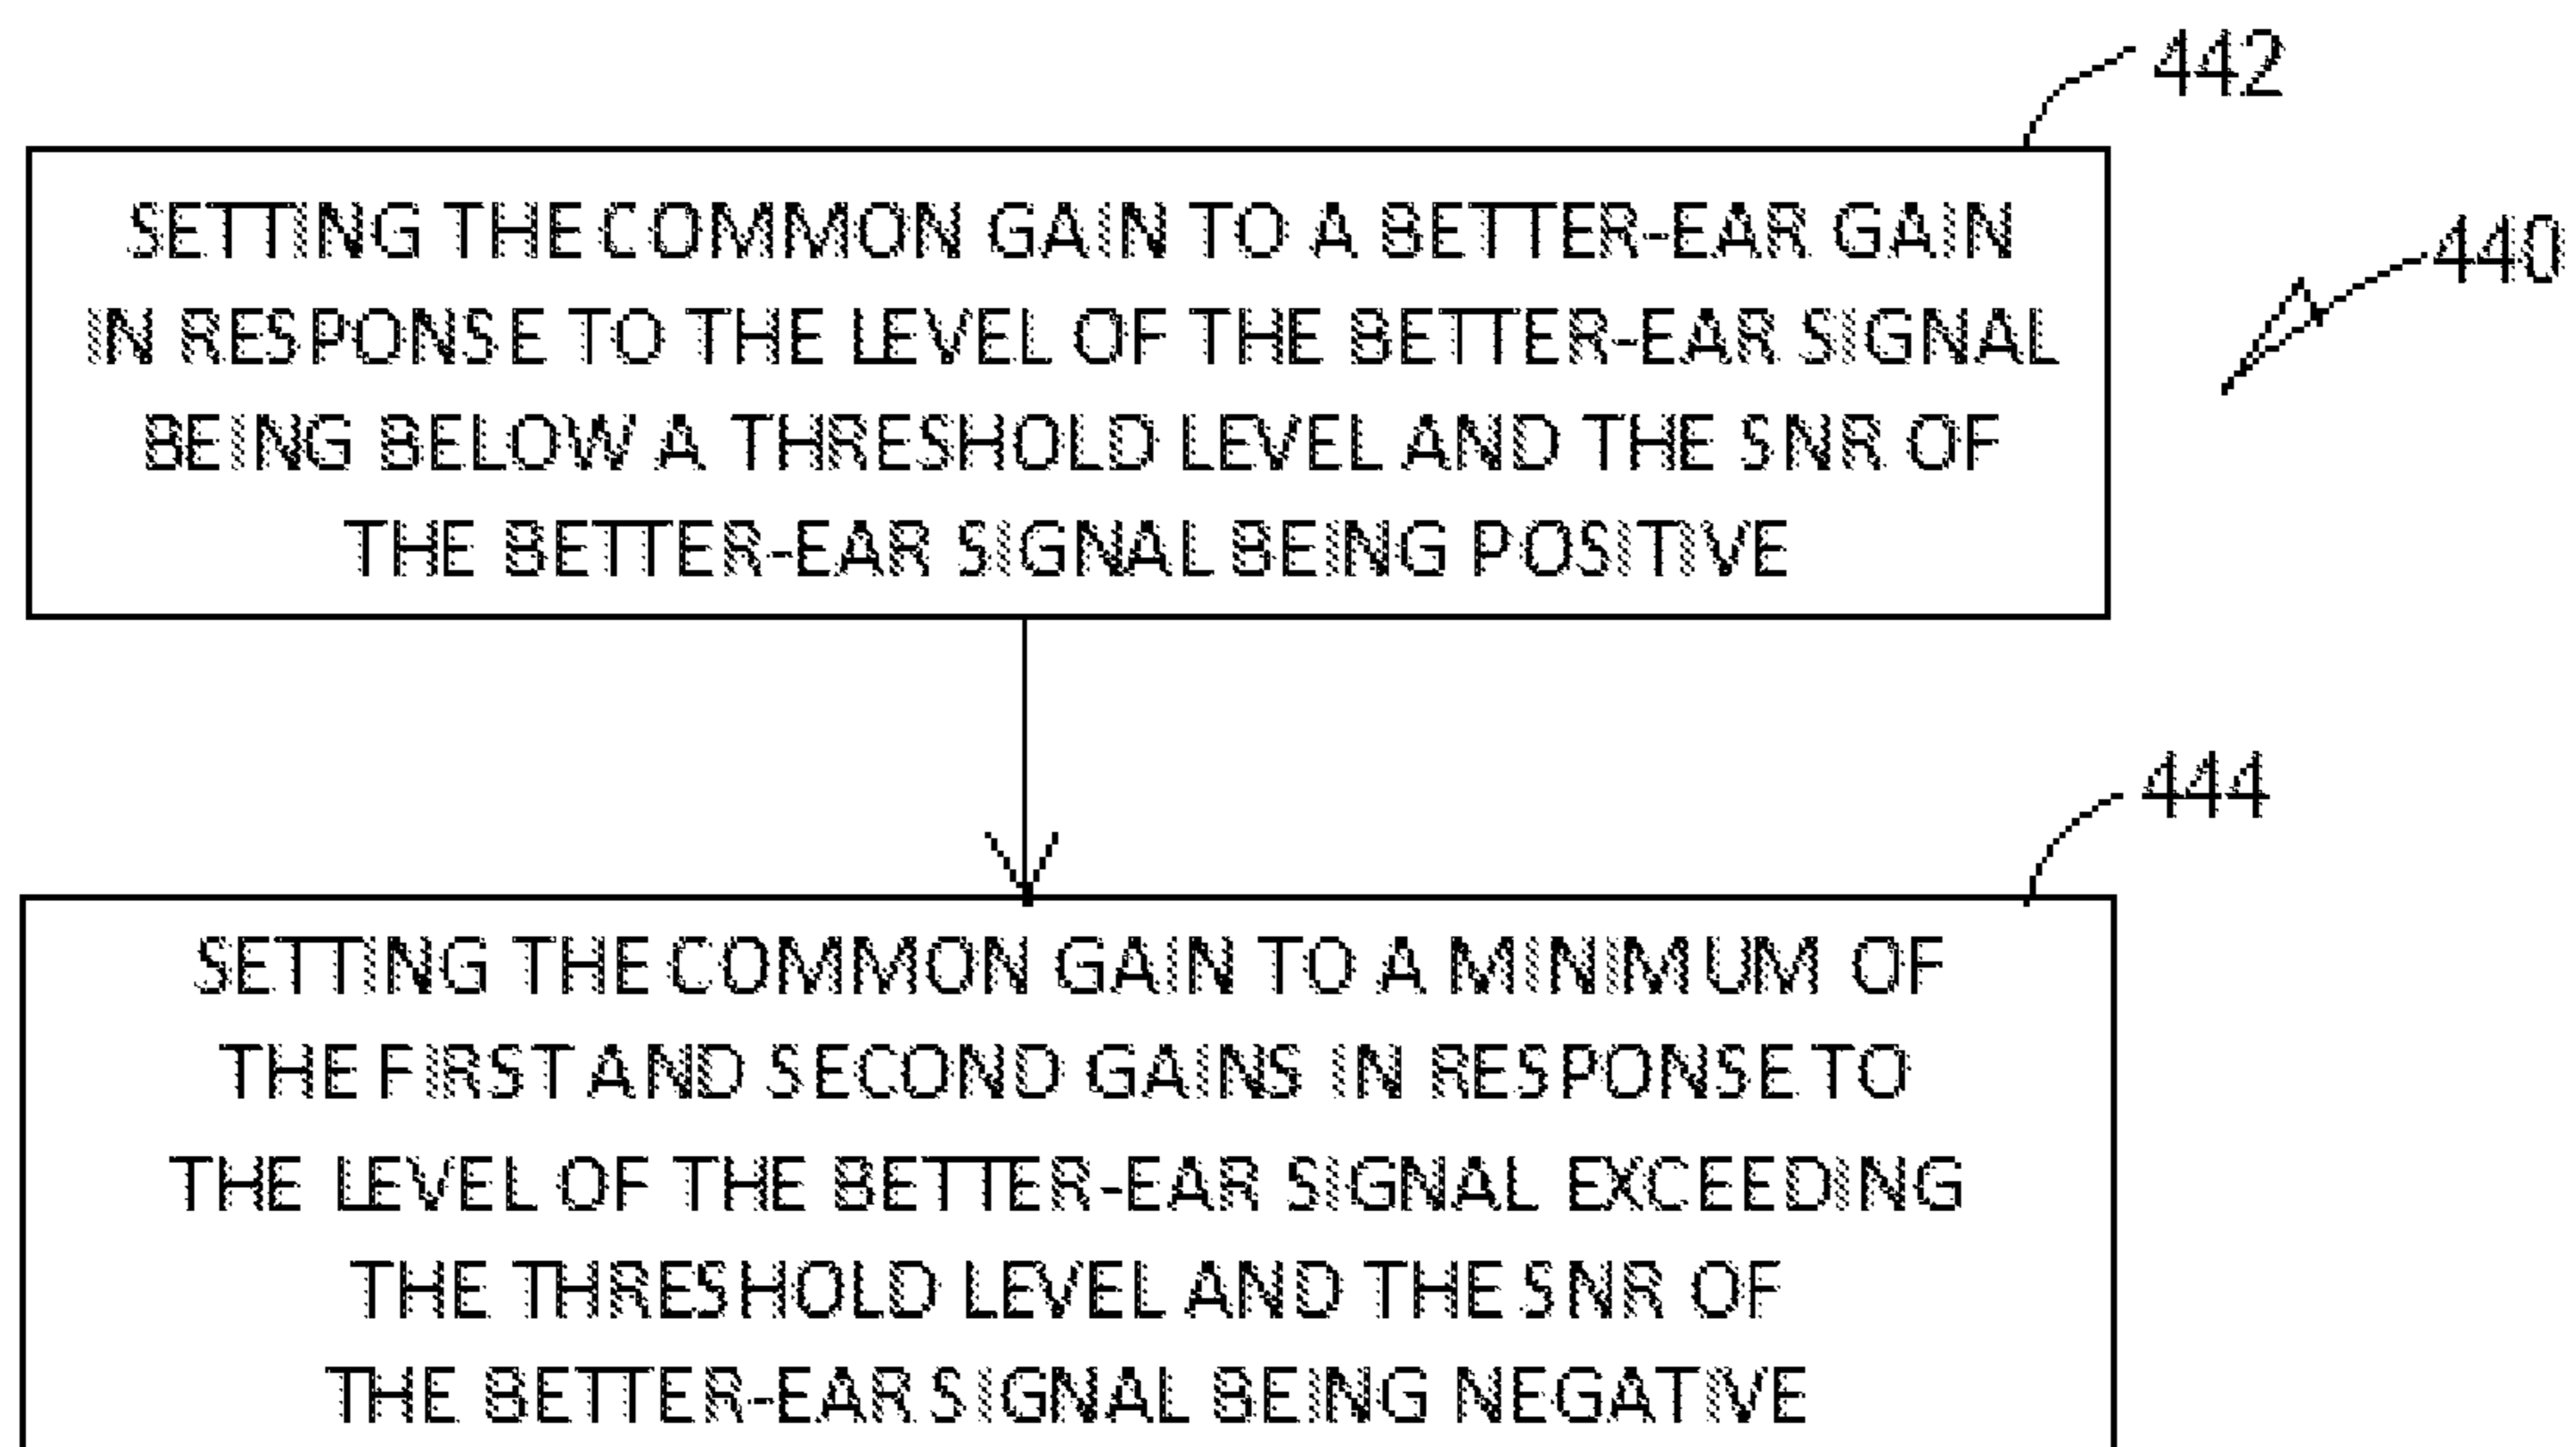 442
SETTING THE COMMON GAIN TO A BETTER-EAR GAIN
IN RESPONSE TO THE LEVEL OF THE BETTER-EAR SIGNAL
BEING BELOW A THRESHOLD LEVEL AND THE SNR OF
THE BETTER-EAR SIGNAL BEING POSITIVE
440
444
SETTING THE COMMON GAIN TO A MINIMUM OF
THE FIRST AND SECOND GAINS IN RESPONSE TO
THE LEVEL OF THE BETTER-EAR SIGNAL EXCEEDING
THE THRESHOLD LEVEL AND THE SNR OF
THE BETTER-EAR SIGNAL BEING NEGATIVE